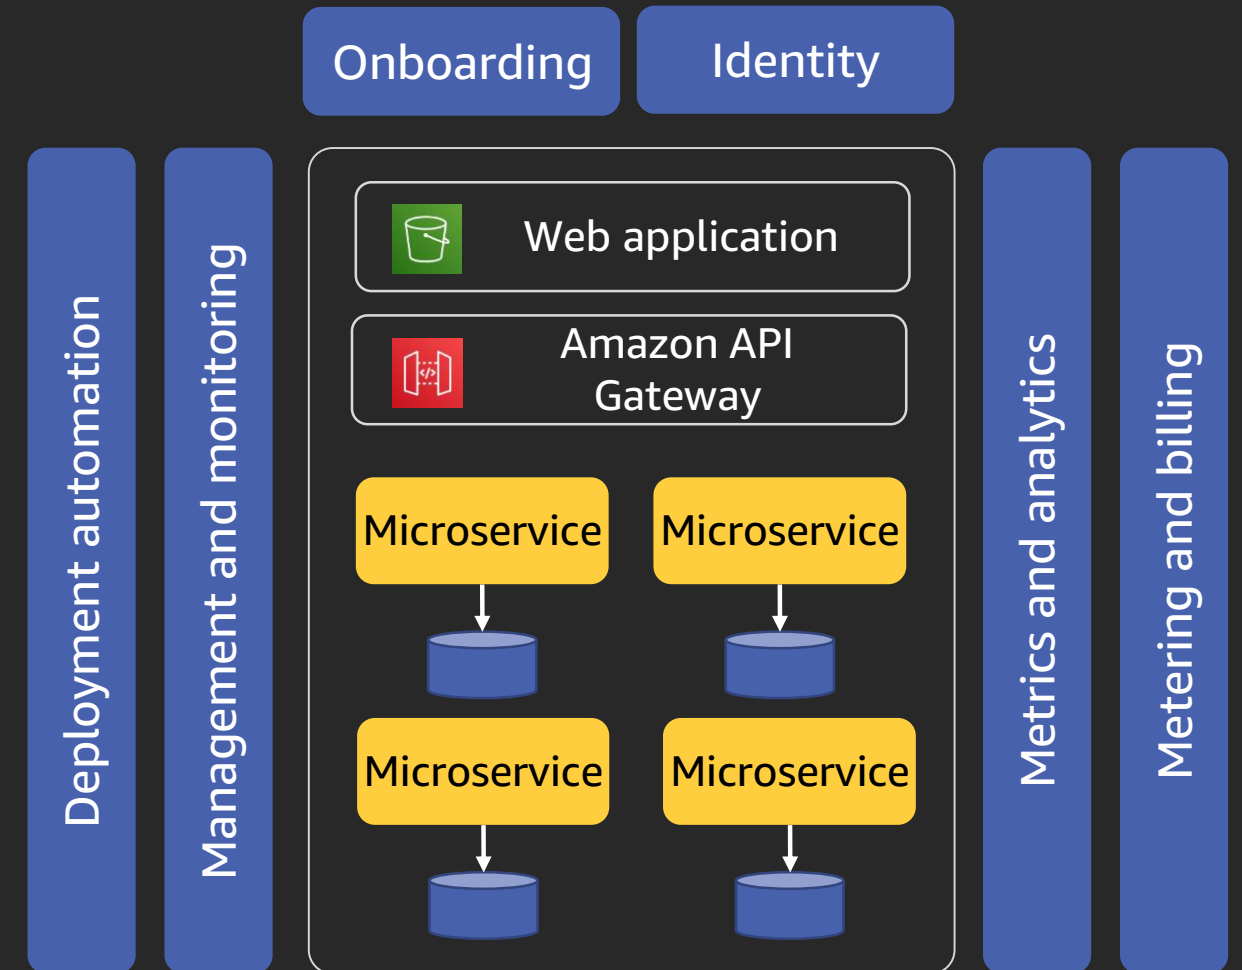 Onboarding
Identity
Deployment automation
Management and monitoring
Web application
Amazon API
Gateway
Microservice
Microservice
Microservice
Microservice
Metrics and analytics
Metering and billing